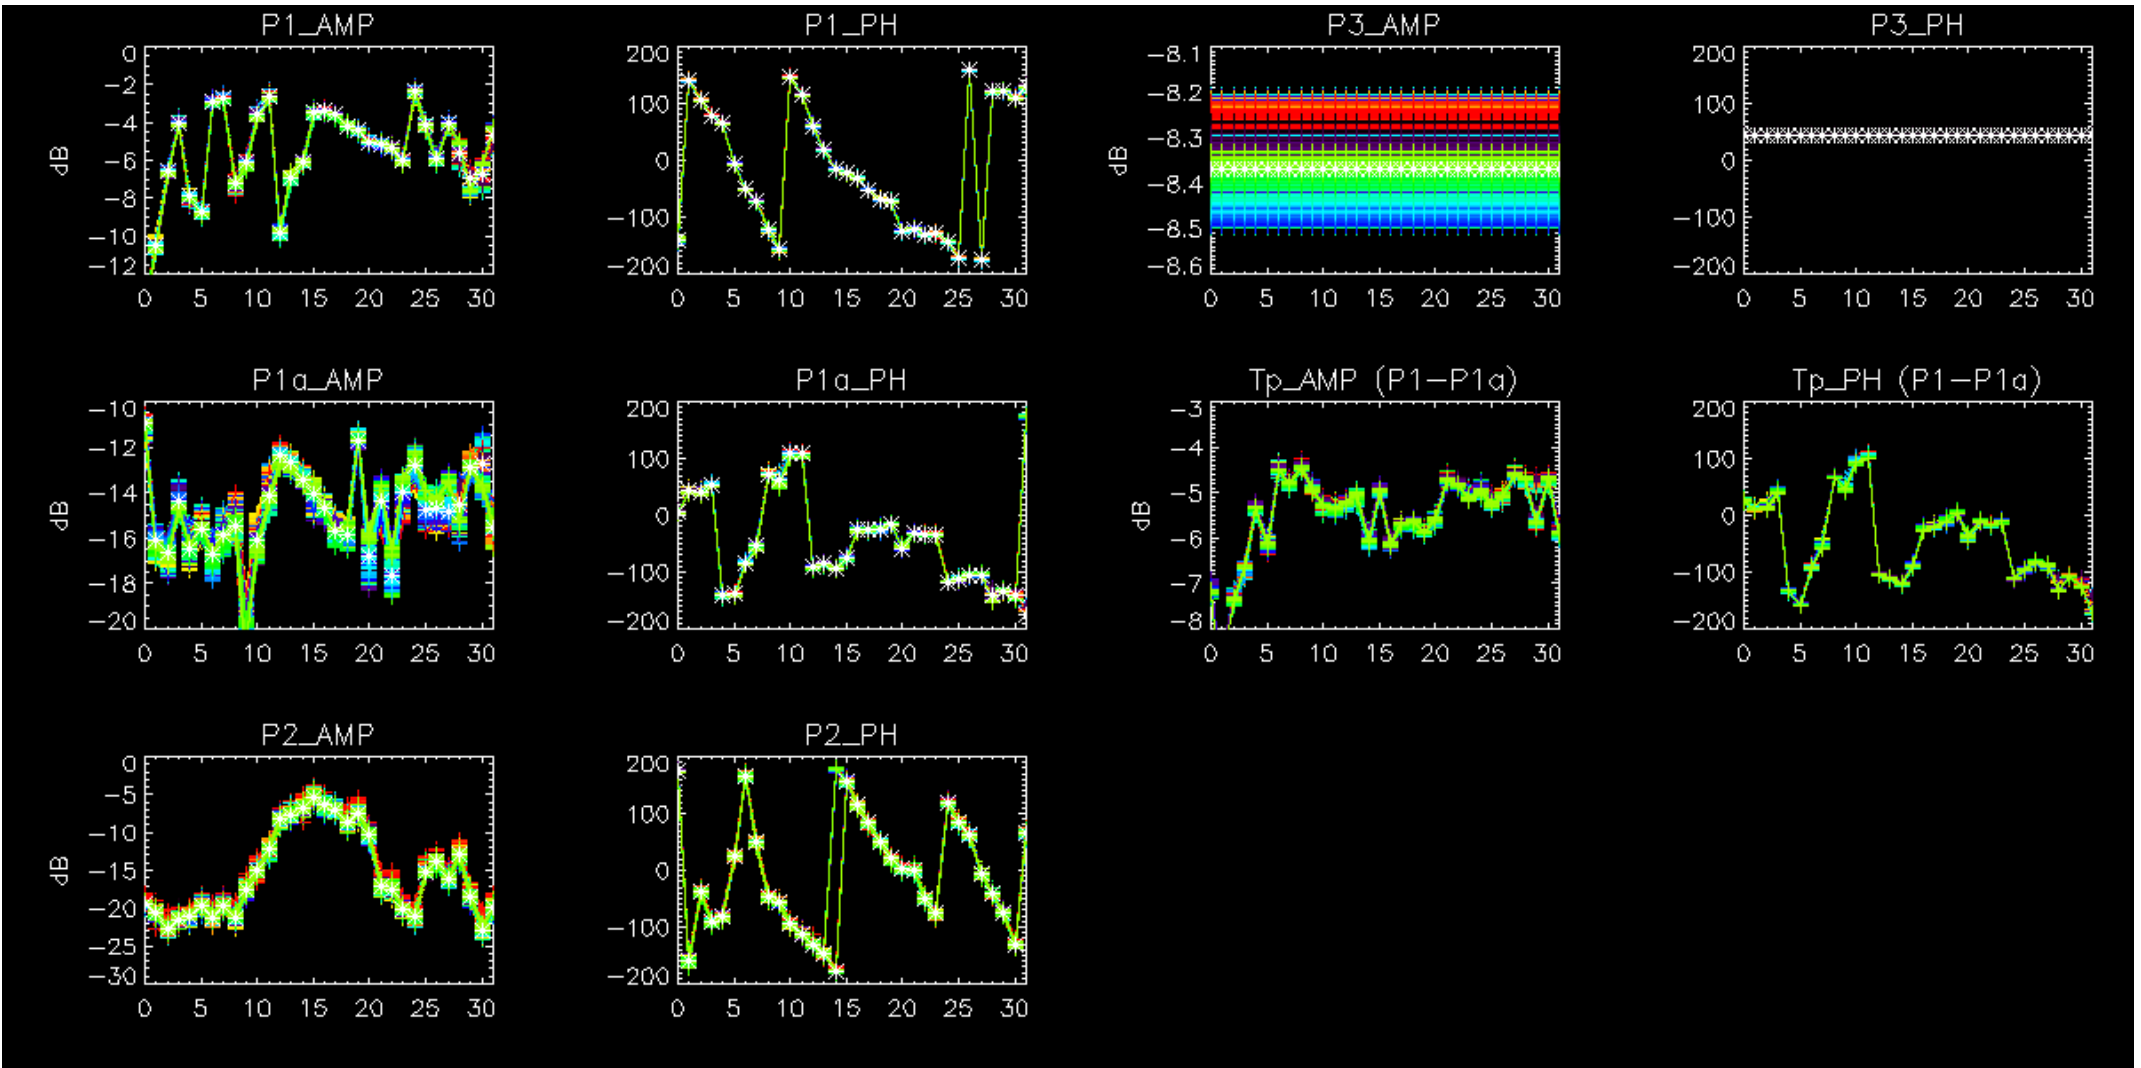 P1_AMP
P1_PH
P3_AMP
P3_PH
dB
0
-2
-4
-6
-8
-10
-12
0 5 10 15 20 25 30
200
100
0
-100
-200
0 5 10 15 20 25 30
dB
-8.1
-8.2
-8.3
-8.4
-8.5
-8.6
0 5 10 15 20 25 30
200
100
0
-100
-200
0 5 10 15 20 25 30
P1a_AMP
P1a_PH
Tp_AMP (P1-P1a)
Tp_PH (P1-P1a)
dB
-10
-12
-14
-16
-18
-20
0 5 10 15 20 25 30
200
100
0
-100
-200
0 5 10 15 20 25 30
dB
-3
-4
-5
-6
-7
-8
0 5 10 15 20 25 30
200
100
0
-100
-200
0 5 10 15 20 25 30
P2_AMP
P2_PH
dB
0
-5
-10
-15
-20
-25
-30
0 5 10 15 20 25 30
200
100
0
-100
-200
0 5 10 15 20 25 30